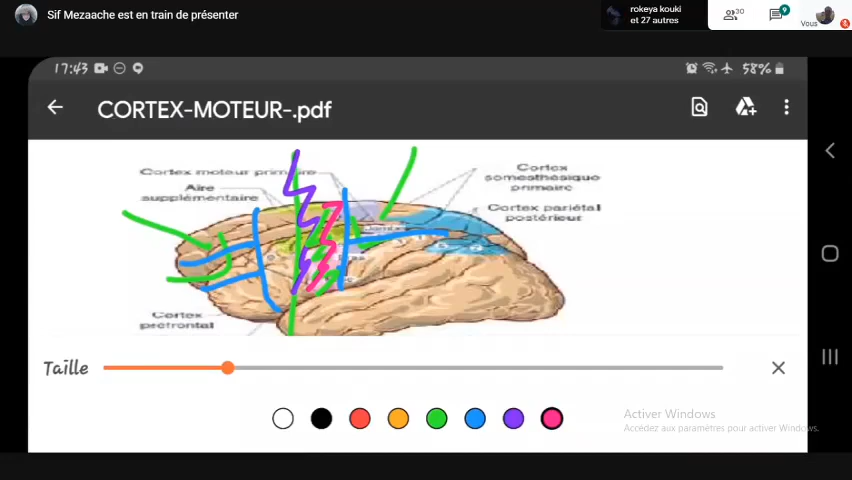 Sif Mezaache est en train de présenter
rokeya kouki
et 27 autres
30
9
Vous
17:43
58%
CORTEX-MOTEUR-.pdf
Cortex moteur primaire
Aire
supplémentaire
Cortex
somesthésique
primaire
Cortex pariétal
postérieur
Cortex
préfrontal
Taille
Activer Windows
Accédez aux paramètres pour activer Windows.